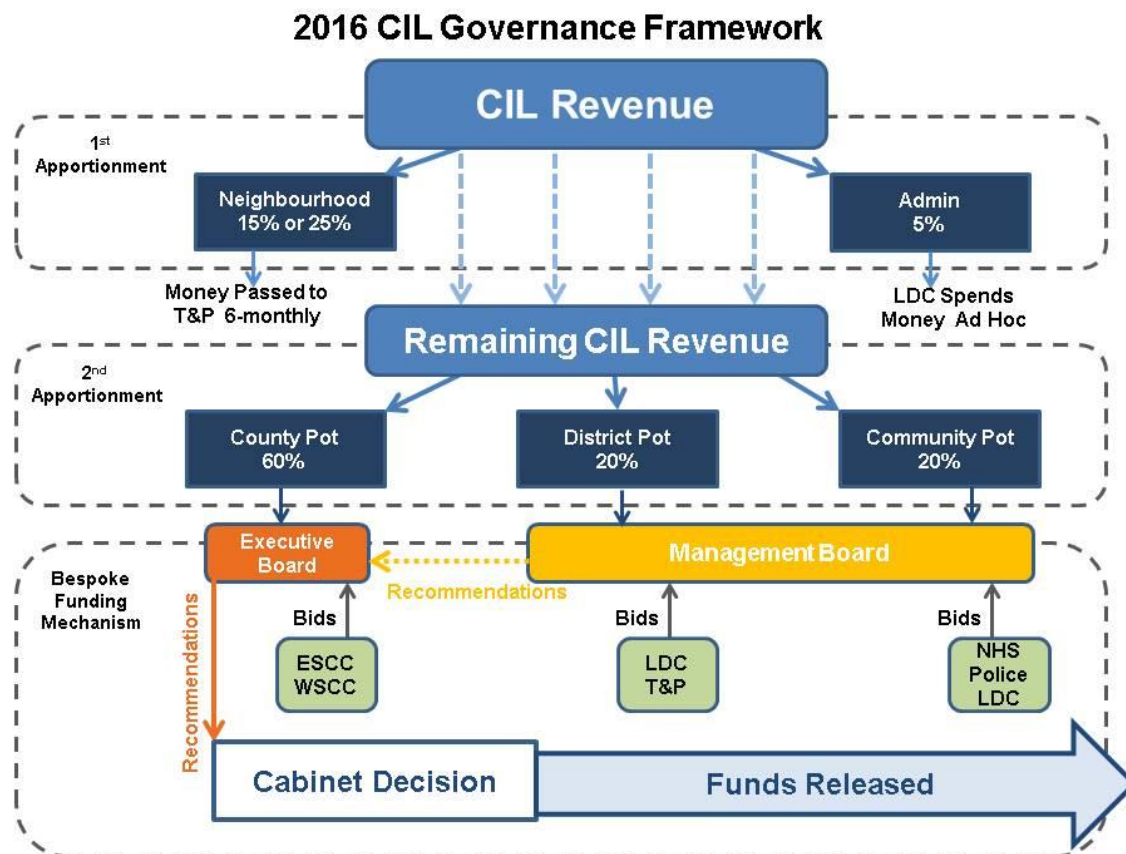 2016 CIL Governance Framework
CIL Revenue
1st
Apportionment
Neighbourhood
15% or 25%
Admin
5%
Money Passed to
T&P 6-monthly
LDC Spends
Money Ad Hoc
Remaining CIL Revenue
2nd
Apportionment
County Pot
60%
District Pot
20%
Community Pot
20%
Executive
Board
Management Board
Bespoke
Funding
Mechanism
Recommendations
Recommendations
Bids
Bids
Bids
ESCC
WSCC
LDC
T&P
NHS
Police
LDC
Cabinet Decision
Funds Released